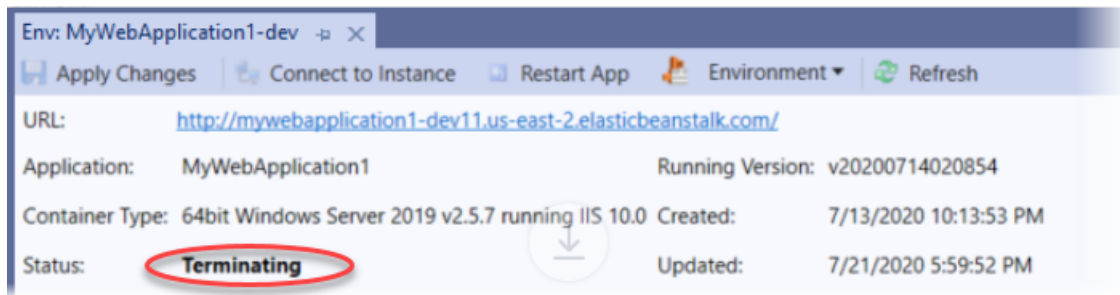 Env: MyWebApplication1-dev
Apply Changes Connect to Instance Restart App Environment Refresh
URL: http://mywebapplication1-dev11.us-east-2.elasticbeanstalk.com/
Application: MyWebApplication1 Running Version: v20200714020854
Container Type: 64bit Windows Server 2019 v2.5.7 running IIS 10.0 Created: 7/13/2020 10:13:53 PM
Status: Terminating Updated: 7/21/2020 5:59:52 PM